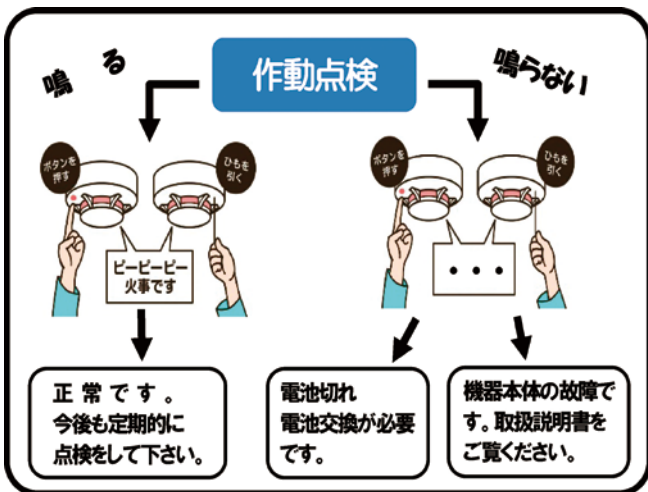 作動点検
鳴る
鳴らない
ボタンを
押す
ひもを
引く
ピーピーピー
火事です
ボタンを
押す
ひもを
引く
・・・
正常です。
今後も定期的に
点検をして下さい。
電池切れ
電池交換が必要
です。
機器本体の故障で
す。取扱説明書を
ご覧ください。